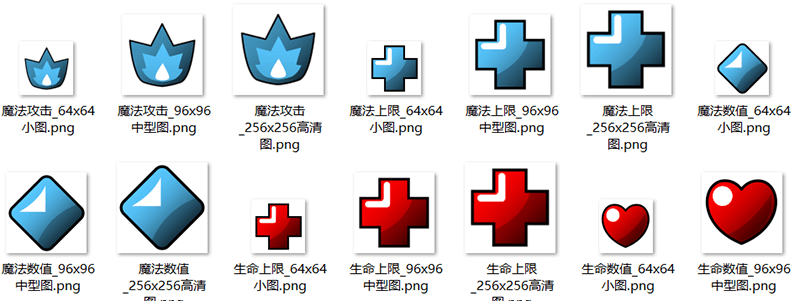 魔法攻击_64x64
小图.png
魔法攻击_96x96
中型图.png
魔法攻击
_256x256高清
图.png
魔法上限_64x64
小图.png
魔法上限_96x96
中型图.png
魔法上限
_256x256高清
图.png
魔法数值_64x64
小图.png
魔法数值_96x96
中型图.png
魔法数值
_256x256高清
图.png
生命上限_64x64
小图.png
生命上限_96x96
中型图.png
生命上限
_256x256高清
图.png
生命数值_64x64
小图.png
生命数值_96x96
中型图.png